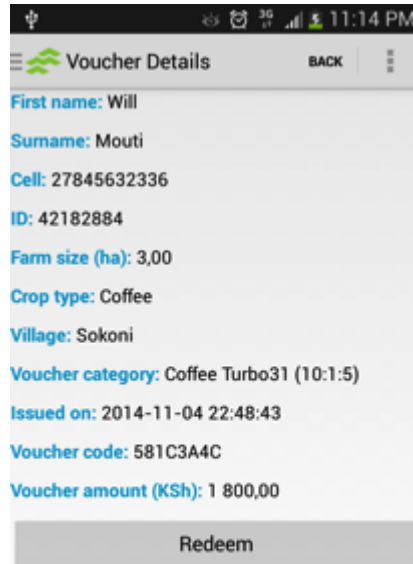 3G 11:14 PM
Voucher Details BACK
First name: Will
Surname: Mouti
Cell: 27845632336
ID: 42182884
Farm size (ha): 3,00
Crop type: Coffee
Village: Sokoni
Voucher category: Coffee Turbo31 (10:1:5)
Issued on: 2014-11-04 22:48:43
Voucher code: 581C3A4C
Voucher amount (KSh): 1 800,00
Redeem